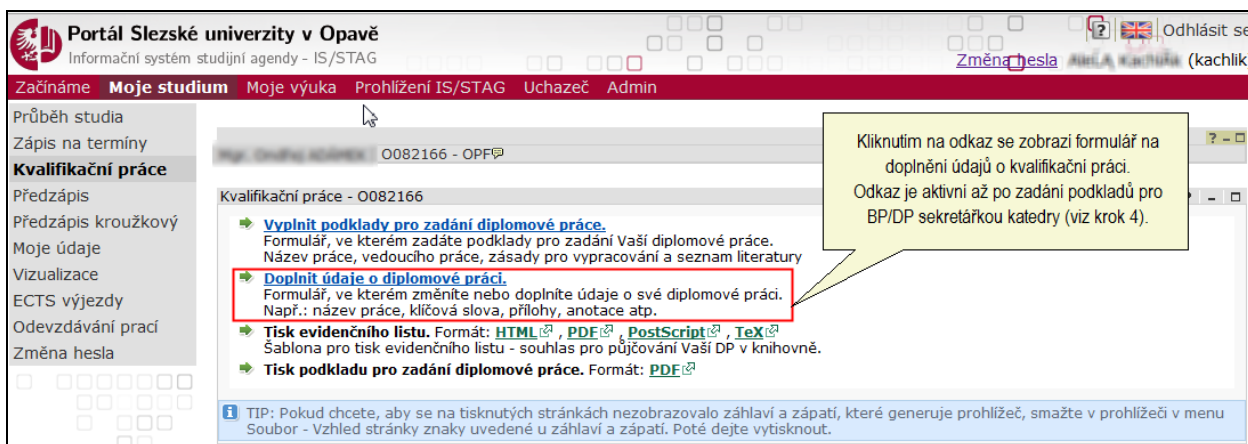 Portál Slezské univerzity v Opavě
Informační systém studijní agendy - IS/STAG
Odhlásit se
Změna hesla (kachlik
Začínáme Moje studium Moje výuka Prohlížení IS/STAG Uchazeč Admin
Průběh studia
Zápis na termíny
Kvalifikační práce
Předzápis
Předzápis kroužkový
Moje údaje
Vizualizace
ECTS výjezdy
Odevzdávání prací
Změna hesla
O082166 - OPF
Kliknutim na odkaz se zobrazi formulář na
doplnění údajů o kvalifikační práci.
Odkaz je aktivni až po zadáni podkladů pro
BP/DP sekretářkou katedry (viz krok 4).
Kvalifikační práce - O082166
Vyplnit podklady pro zadání diplomové práce.
Formulář, ve kterém zadáte podklady pro zadání Vaší diplomové práce.
Název práce, vedoucího práce, zásady pro vypracování a seznam literatury
Doplnit údaje o diplomové práci.
Formulář, ve kterém změníte nebo doplníte údaje o své diplomové práci.
Např.: název práce, klíčová slova, přílohy, anotace atp.
Tisk evidenčního listu. Formát: HTML , PDF , PostScript , TeX
Šablona pro tisk evidenčního listu - souhlas pro půjčování Vaší DP v knihovně.
Tisk podkladu pro zadání diplomové práce. Formát: PDF
TIP: Pokud chcete, aby se na tisknutých stránkách nezobrazovalo záhlaví a zápatí, které generuje prohlížeč, smažte v prohlížeči v menu
Soubor - Vzhled stránky znaky uvedené u záhlaví a zápatí. Poté dejte vytisknout.